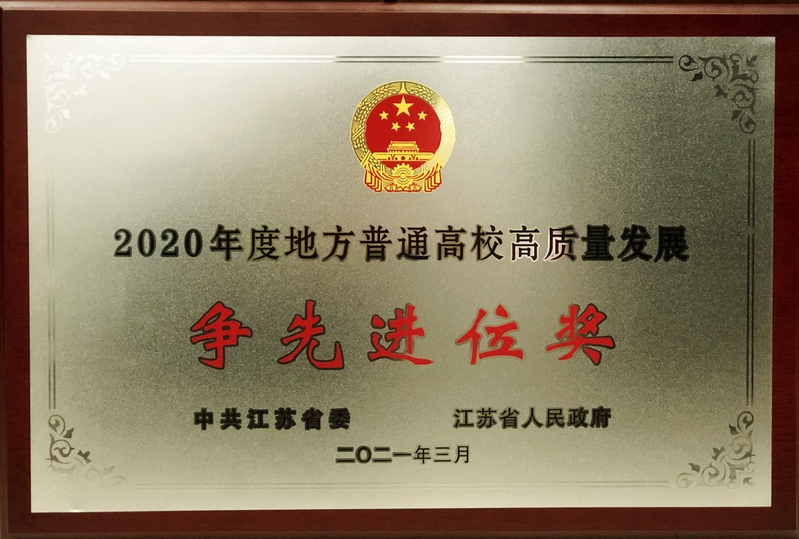 2020年度地方普通高校高质量发展
争先进位奖
中共江苏省委 江苏省人民政府
二〇二一年三月